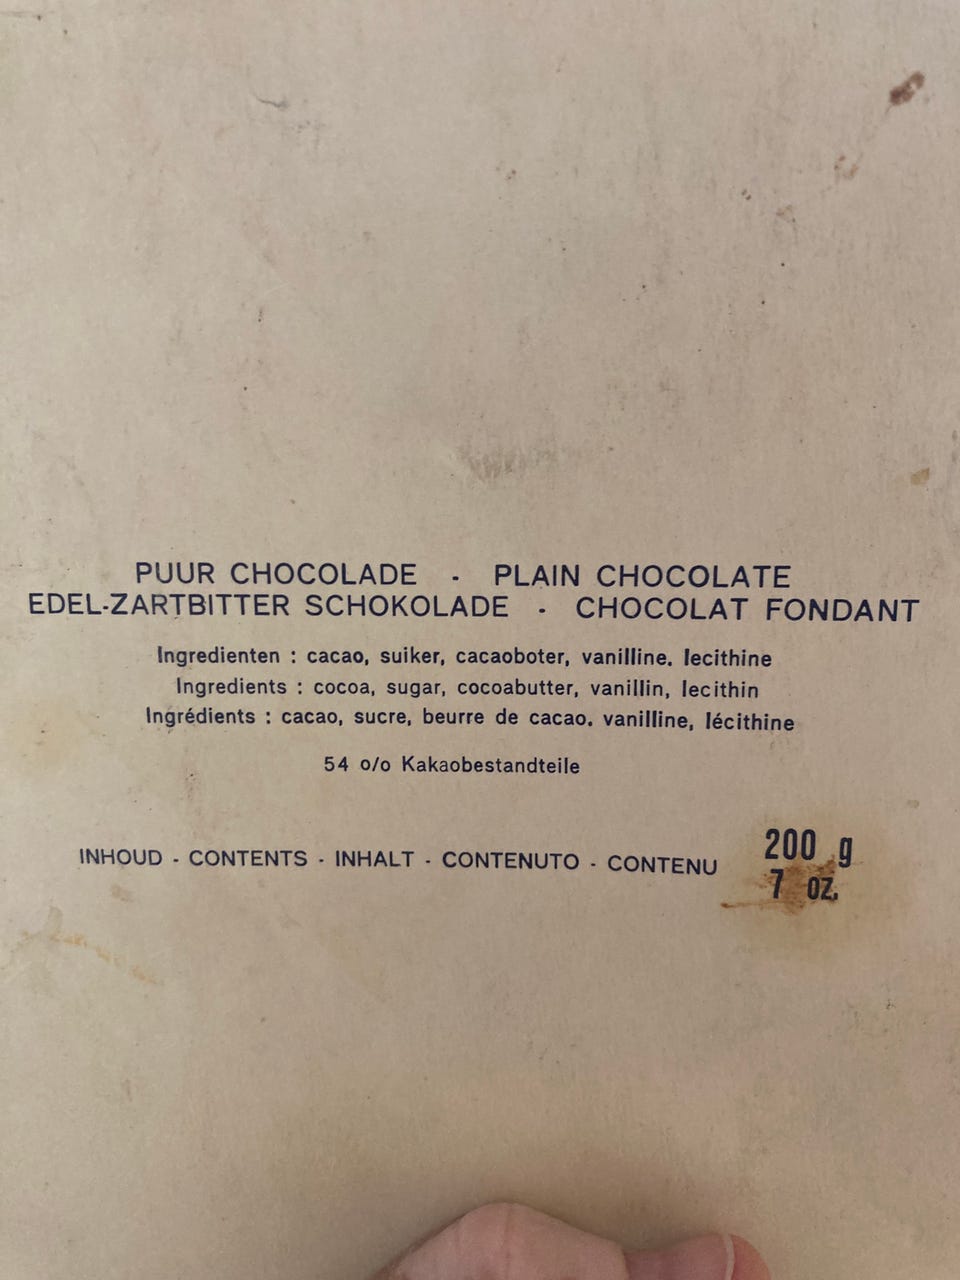 PUUR CHOCOLADE - PLAIN CHOCOLATE
EDEL-ZARTBITTER SCHOKOLADE - CHOCOLAT FONDANT
Ingredienten : cacao, suiker, cacaoboter, vanilline. lecithine
Ingredients : cocoa, sugar, cocoabutter, vanillin, lecithin
Ingrédients : cacao, sucre, beurre de cacao. vanilline, lécithine
54 o/o Kakaobestandteile
INHOUD - CONTENTS - INHALT - CONTENUTO - CONTENU
200 g
7 oz.